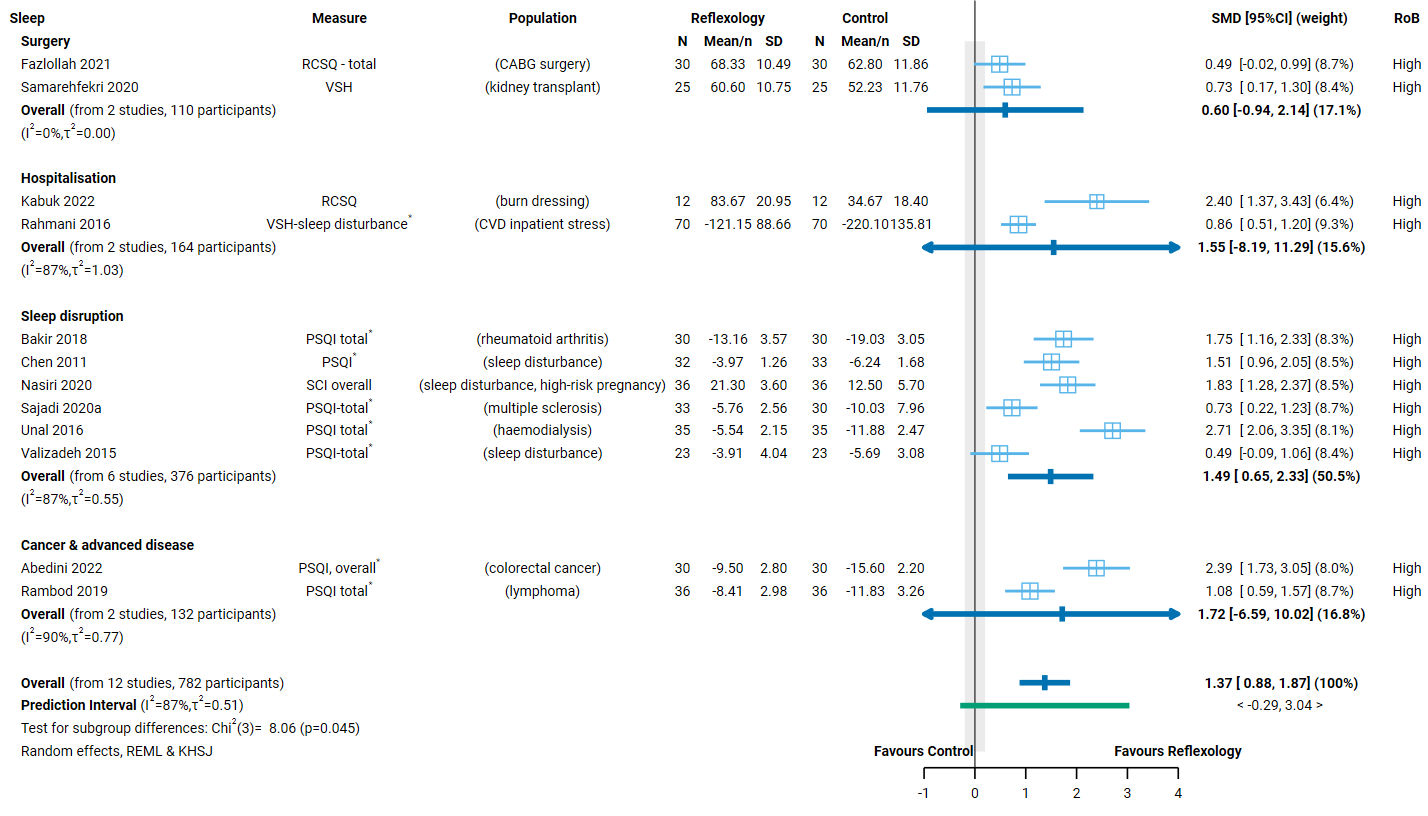 Sleep Measure Population Reflexology Control SMD [95%CI] (weight) RoB
Surgery N Mean/n SD N Mean/n SD
Fazlollah 2021 RCSQ - total (CABG surgery) 30 68.33 10.49 30 62.80 11.86 0.49 [-0.02, 0.99] (8.7%) High
Samarehfekri 2020 VSH (kidney transplant) 25 60.60 10.75 25 52.23 11.76 0.73 [ 0.17, 1.30] (8.4%) High
Overall (from 2 studies, 110 participants) 0.60 [-0.94, 2.14] (17.1%)
(I²=0%,τ²=0.00)
Hospitalisation
Kabuk 2022 RCSQ (burn dressing) 12 83.67 20.95 12 34.67 18.40 2.40 [ 1.37, 3.43] (6.4%) High
Rahmani 2016 VSH-sleep disturbance* (CVD inpatient stress) 70 -121.15 88.66 70 -220.10 135.81 0.86 [ 0.51, 1.20] (9.3%) High
Overall (from 2 studies, 164 participants) 1.55 [-8.19, 11.29] (15.6%)
(I²=87%,τ²=1.03)
Sleep disruption
Bakir 2018 PSQI total* (rheumatoid arthritis) 30 -13.16 3.57 30 -19.03 3.05 1.75 [ 1.16, 2.33] (8.3%) High
Chen 2011 PSQI* (sleep disturbance) 32 -3.97 1.26 33 -6.24 1.68 1.51 [ 0.96, 2.05] (8.5%) High
Nasiri 2020 SCI overall (sleep disturbance, high-risk pregnancy) 36 21.30 3.60 36 12.50 5.70 1.83 [ 1.28, 2.37] (8.5%) High
Sajadi 2020a PSQI-total* (multiple sclerosis) 33 -5.76 2.56 30 -10.03 7.96 0.73 [ 0.22, 1.23] (8.7%) High
Unal 2016 PSQI total* (haemodialysis) 35 -5.54 2.15 35 -11.88 2.47 2.71 [ 2.06, 3.35] (8.1%) High
Valizadeh 2015 PSQI-total* (sleep disturbance) 23 -3.91 4.04 23 -5.69 3.08 0.49 [-0.09, 1.06] (8.4%) High
Overall (from 6 studies, 376 participants) 1.49 [ 0.65, 2.33] (50.5%)
(I²=87%,τ²=0.55)
Cancer & advanced disease
Abedini 2022 PSQI, overall* (colorectal cancer) 30 -9.50 2.80 30 -15.60 2.20 2.39 [ 1.73, 3.05] (8.0%) High
Rambod 2019 PSQI total* (lymphoma) 36 -8.41 2.98 36 -11.83 3.26 1.08 [ 0.59, 1.57] (8.7%) High
Overall (from 2 studies, 132 participants) 1.72 [-6.59, 10.02] (16.8%)
(I²=90%,τ²=0.77)
Overall (from 12 studies, 782 participants) 1.37 [ 0.88, 1.87] (100%)
Prediction Interval (I²=87%,τ²=0.51) < -0.29, 3.04 >
Test for subgroup differences: Chi²(3)= 8.06 (p=0.045)
Random effects, REML & KHSJ Favours Control Favours Reflexology
-1 0 1 2 3 4